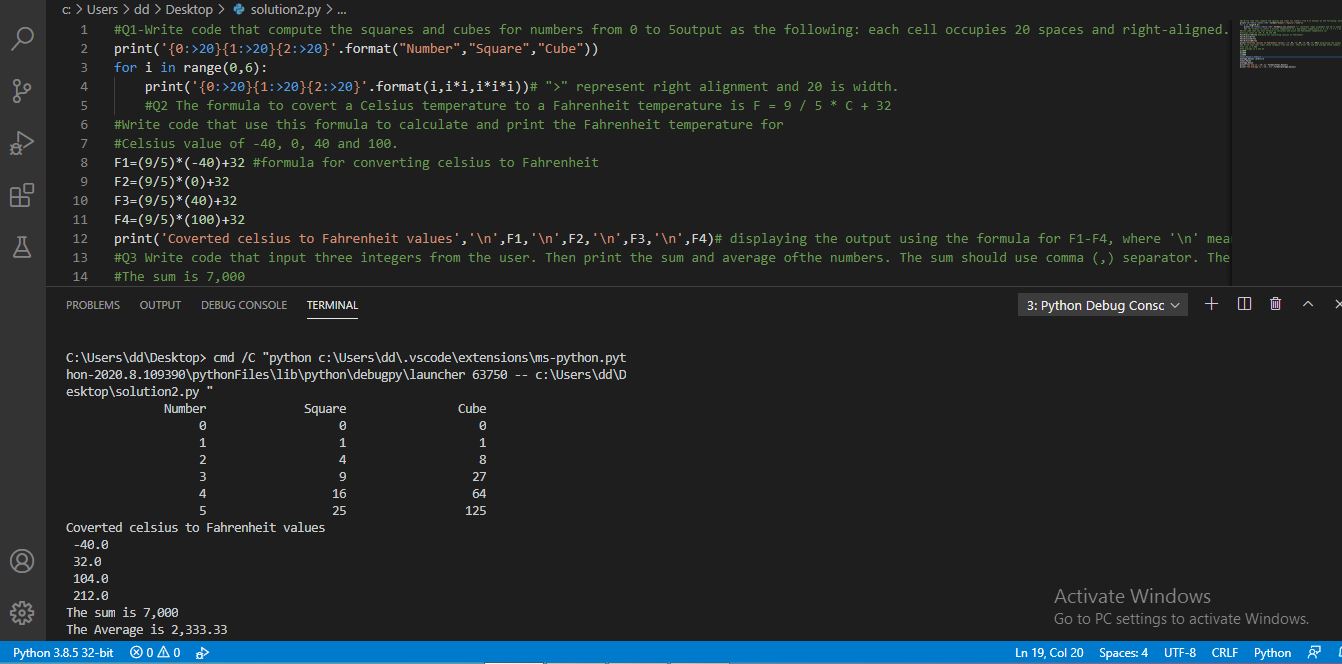 c: > Users > dd > Desktop > solution2.py > ...
1 #Q1-Write code that compute the squares and cubes for numbers from 0 to 5output as the following: each cell occupies 20 spaces and right-aligned.
2 print('{0:>20}{1:>20}{2:>20}'.format("Number","Square","Cube"))
3 for i in range(0,6):
4 print('{0:>20}{1:>20}{2:>20}'.format(i,i*i,i*i*i))# ">" represent right alignment and 20 is width.
5 #Q2 The formula to covert a Celsius temperature to a Fahrenheit temperature is F = 9 / 5 * C + 32
6 #Write code that use this formula to calculate and print the Fahrenheit temperature for
7 #Celsius value of -40, 0, 40 and 100.
8 F1=(9/5)*(-40)+32 #formula for converting celsius to Fahrenheit
9 F2=(9/5)*(0)+32
10 F3=(9/5)*(40)+32
11 F4=(9/5)*(100)+32
12 print('Coverted celsius to Fahrenheit values','\n',F1,'\n',F2,'\n',F3,'\n',F4)# displaying the output using the formula for F1-F4, where '\n' mea
13 #Q3 Write code that input three integers from the user. Then print the sum and average ofthe numbers. The sum should use comma (,) separator. The
14 #The sum is 7,000
PROBLEMS OUTPUT DEBUG CONSOLE TERMINAL 3: Python Debug Consc
C:\Users\dd\Desktop> cmd /C "python c:\Users\dd\.vscode\extensions\ms-python.pyt
hon-2020.8.109390\pythonFiles\lib\python\debugpy\launcher 63750 -- c:\Users\dd\D
esktop\solution2.py "
Number Square Cube
0 0 0
1 1 1
2 4 8
3 9 27
4 16 64
5 25 125
Coverted celsius to Fahrenheit values
-40.0
32.0
104.0
212.0
The sum is 7,000
The Average is 2,333.33
Activate Windows
Go to PC settings to activate Windows.
Python 3.8.5 32-bit 0 0 Ln 19, Col 20 Spaces: 4 UTF-8 CRLF Python